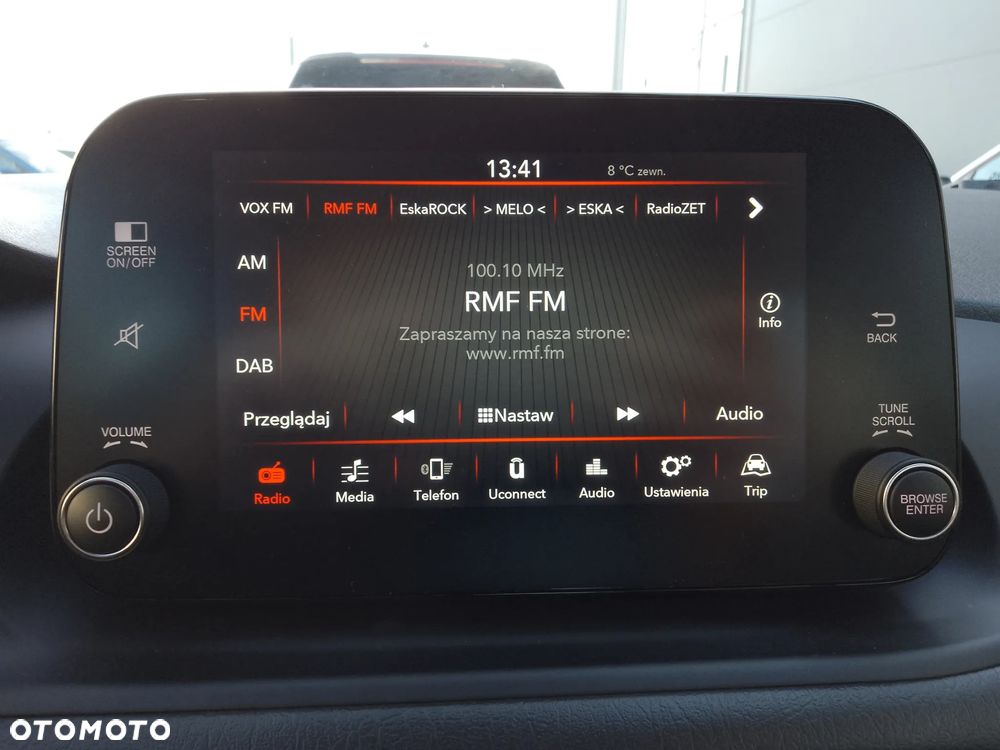 13:41
8 °C zewn.
VOX FM
RMF FM
EskaROCK
> MELO <
> ESKA <
RadioZET
SCREEN
ON/OFF
AM
FM
DAB
100.10 MHz
RMF FM
Zapraszamy na nasza strone:
www.rmf.fm
Info
BACK
Przeglądaj
Nastaw
Audio
VOLUME
TUNE
SCROLL
Radio
Media
Telefon
Uconnect
Audio
Ustawienia
Trip
BROWSE
ENTER
OTOMOTO